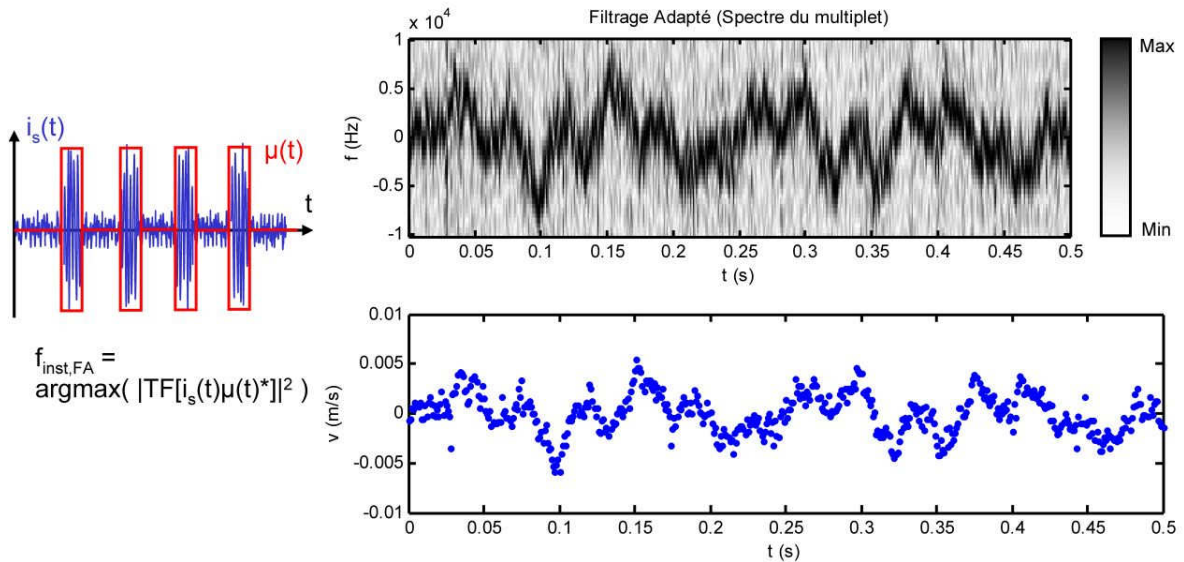 i_s(t)
μ(t)
t
f_inst,FA =
argmax( |TF[i_s(t)μ(t)*]|² )
Filtrage Adapté (Spectre du multiplet)
x 10⁴
1
0.5
0
-0.5
-1
f (Hz)
0 0.05 0.1 0.15 0.2 0.25 0.3 0.35 0.4 0.45 0.5
t (s)
Max
Min
0.01
0.005
0
-0.005
-0.01
v (m/s)
0 0.05 0.1 0.15 0.2 0.25 0.3 0.35 0.4 0.45 0.5
t (s)